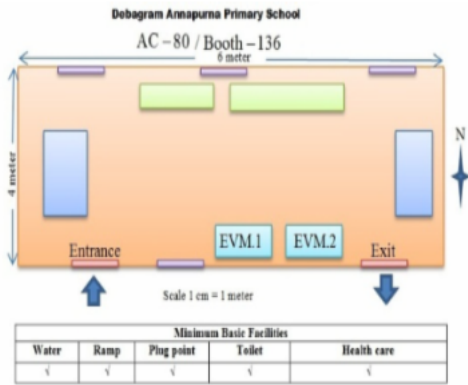 Debagram Annapurna Primary School
AC – 80 / Booth –136
6 meter
4 meter
N
EVM.1 EVM.2
Entrance Exit
Scale 1 cm = 1 meter
Minimum Basic Facilities
Water Ramp Plug point Toilet Health care
√ √ √ √ √